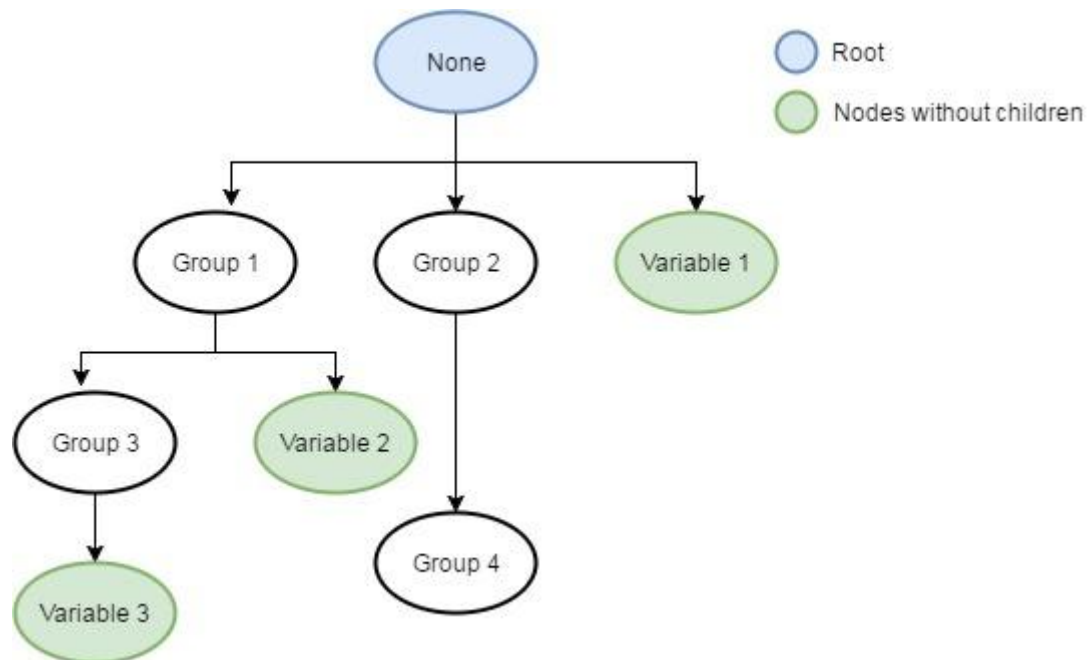 None
Root
Nodes without children
Group 1
Group 2
Variable 1
Group 3
Variable 2
Group 4
Variable 3